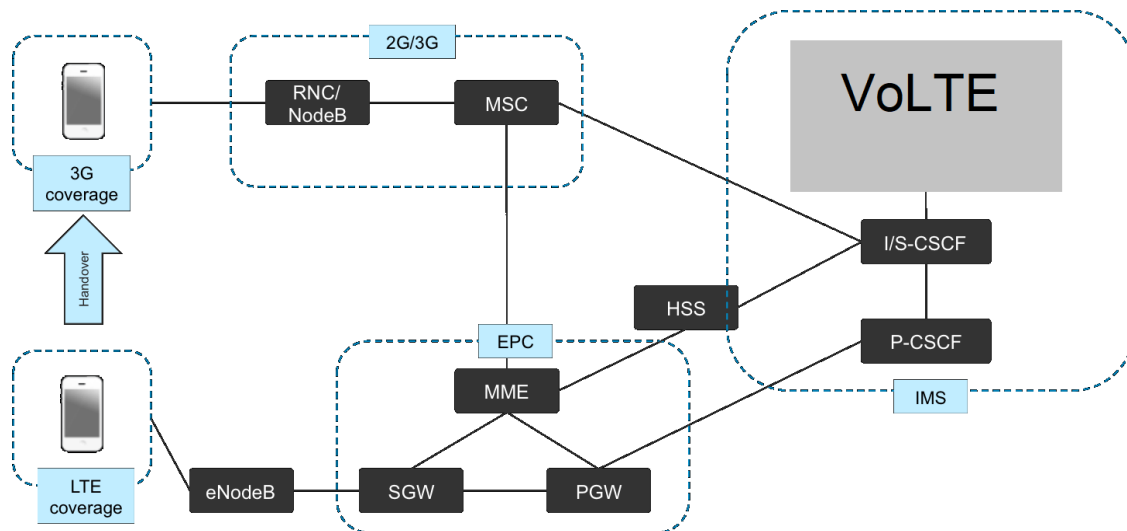 2G/3G
VoLTE
RNC/
NodeB
MSC
3G
coverage
Handover
I/S-CSCF
HSS
EPC
P-CSCF
MME
IMS
LTE
coverage
eNodeB
SGW
PGW